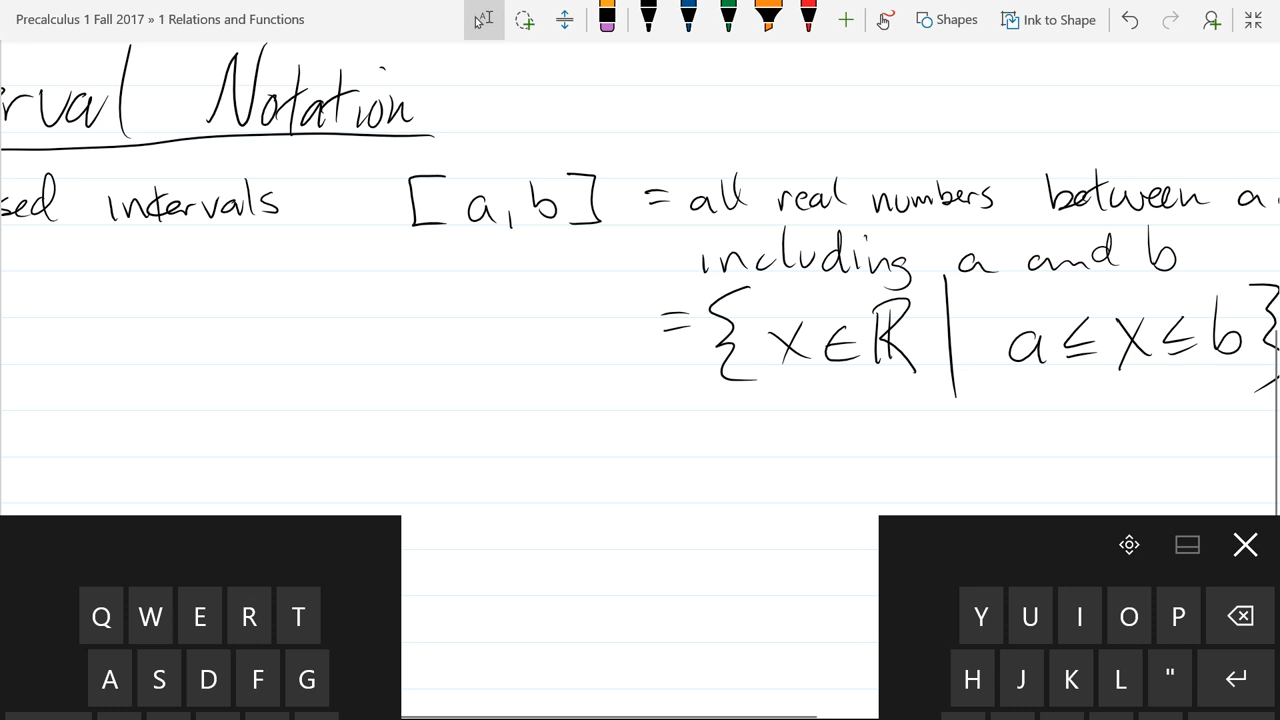 Precalculus 1 Fall 2017 » 1 Relations and Functions
Shapes
Ink to Shape
rval Notation
sed intervals [a, b] = all real numbers between a
including a and b
= { x ∈ ℝ | a ≤ x ≤ b }
Q W E R T
Y U I O P
A S D F G
H J K L "